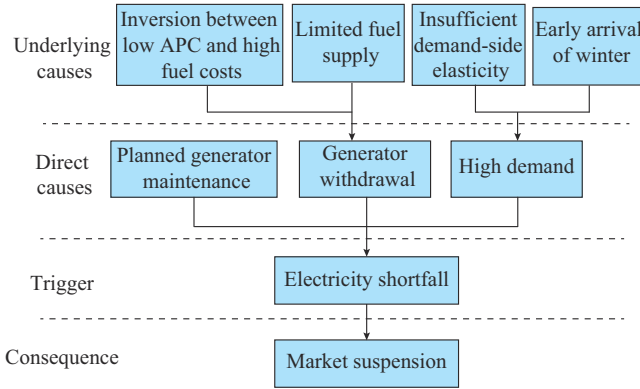 Underlying
causes
Inversion between
low APC and high
fuel costs
Limited fuel
supply
Insufficient
demand-side
elasticity
Early arrival
of winter
Direct
causes
Planned generator
maintenance
Generator
withdrawal
High demand
Trigger
Electricity shortfall
Consequence
Market suspension